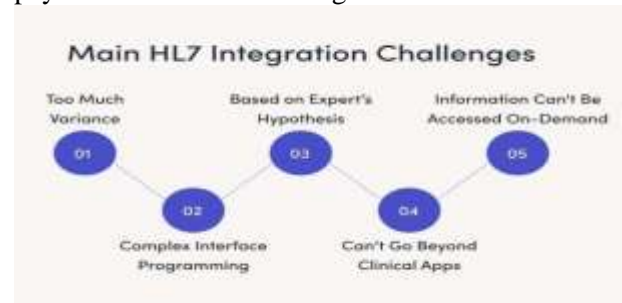 Main HL7 Integration Challenges
Too Much
Variance
Based on Expert's
Hypothesis
Information Can't Be
Accessed On-Demand
01
03
05
02
04
Complex Interface
Programming
Can't Go Beyond
Clinical Apps